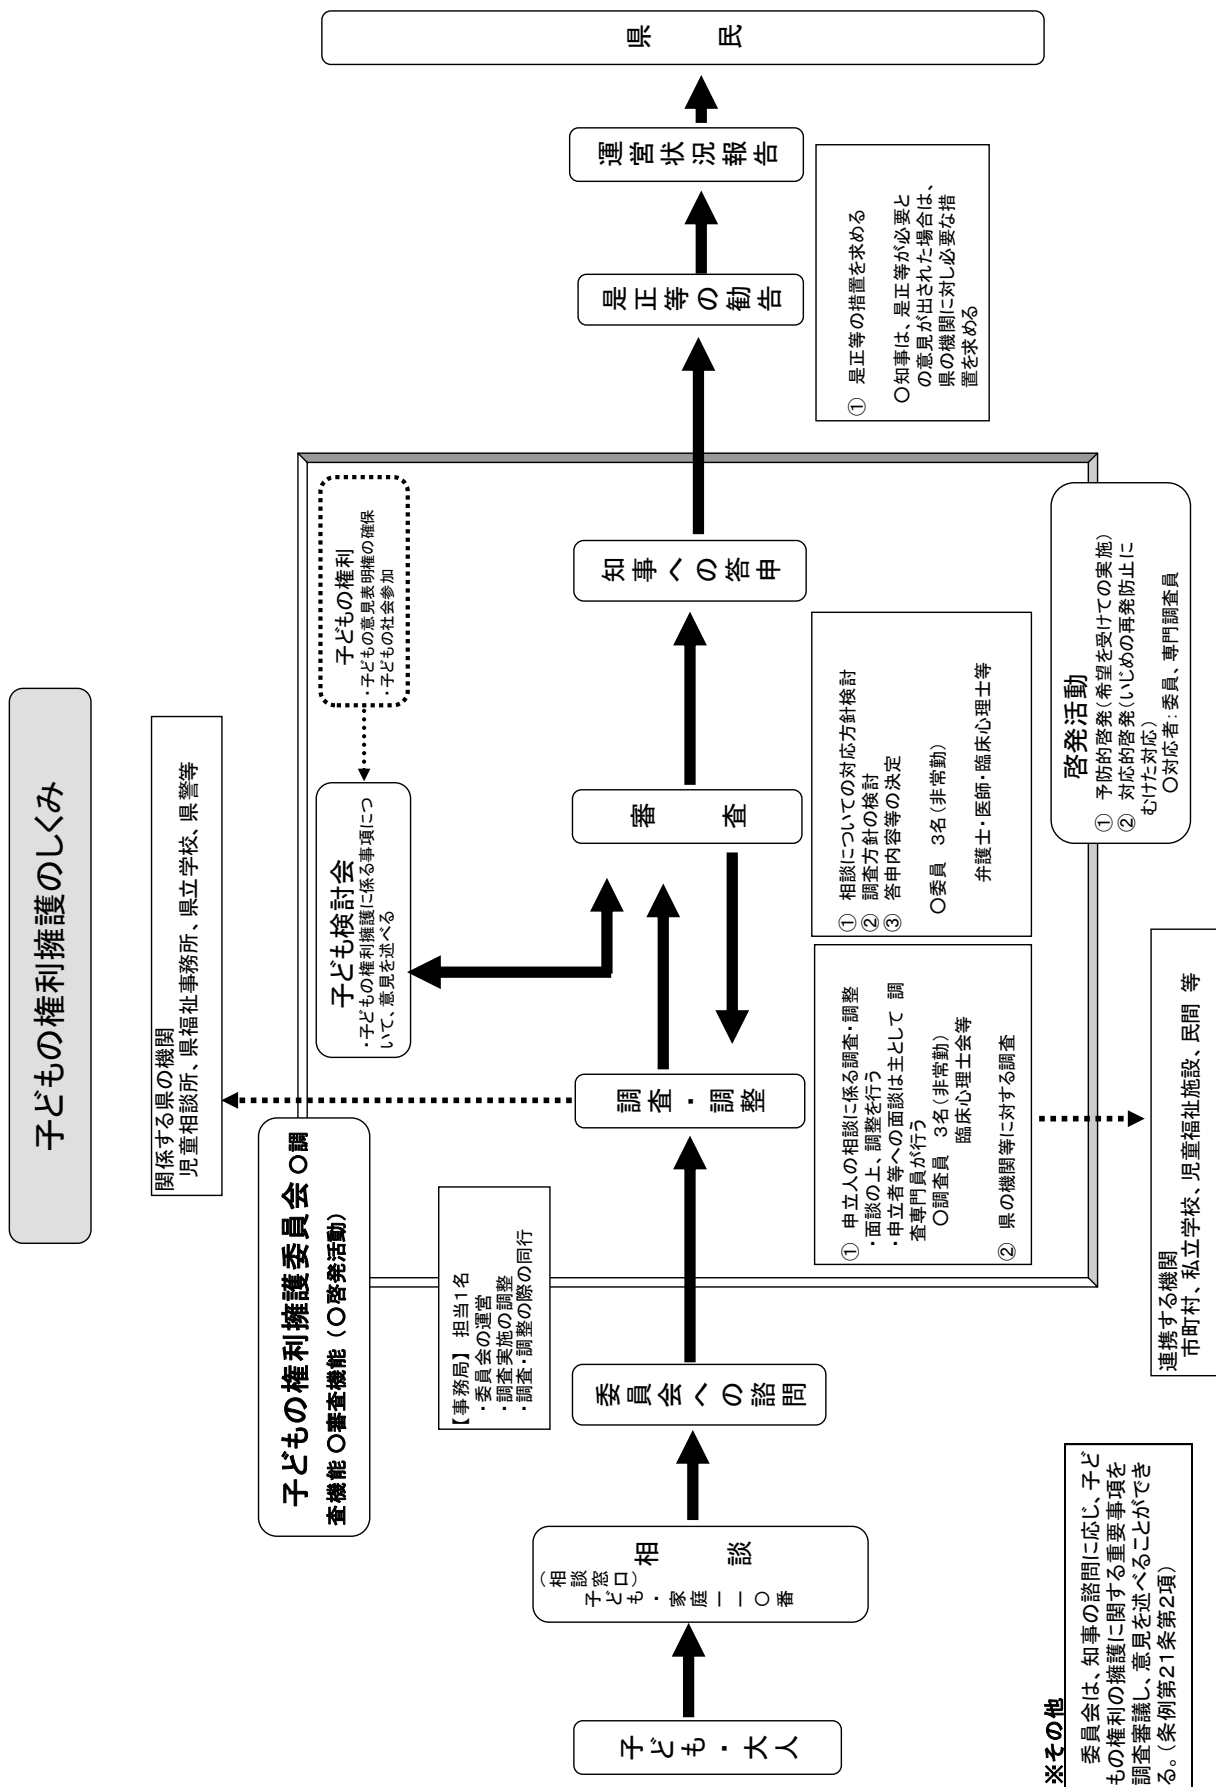 子どもの権利擁護のしくみ
関係する県の機関
児童相談所、県福祉事務所、県立学校、県警等
子どもの権利擁護委員会 〇調
査機能 〇審査機能（〇啓発活動）
子ども検討会
・子どもの権利擁護に係る事項につ
いて、意見を述べる
子どもの権利
・子どもの意見表明権の確保
・子どもの社会参加
【事務局】 担当1名
・委員会の運営
・調査実施の調整
・調査・調整の際の同行
子ども・大人
相談
（相談窓口）
子ども・家庭一一〇番
委員会への諮問
調査・調整
審査
知事への答申
是正等の勧告
運営状況報告
県民
① 申立人の相談に係る調査・調整
・面談の上、調整を行う
・申立者等への面談は主として 調
査専門員が行う
〇調査員 3名（非常勤）
臨床心理士会等
② 県の機関等に対する調査
① 相談についての対応方針検討
② 調査方針の検討
③ 答申内容等の決定
〇委員 3名（非常勤）
弁護士・医師・臨床心理士等
① 是正等の措置を求める
〇知事は、是正等が必要と
の意見が出された場合は、
県の機関に対し必要な措
置を求める
啓発活動
① 予防的啓発（希望を受けての実施）
② 対応的啓発（いじめの再発防止に
むけた対応）
〇対応者：委員、専門調査員
連携する機関
市町村、私立学校、児童福祉施設、民間 等
※その他
委員会は、知事の諮問に応じ、子ど
もの権利の擁護に関する重要事項を
調査審議し、意見を述べることができ
る。（条例第21条第2項）